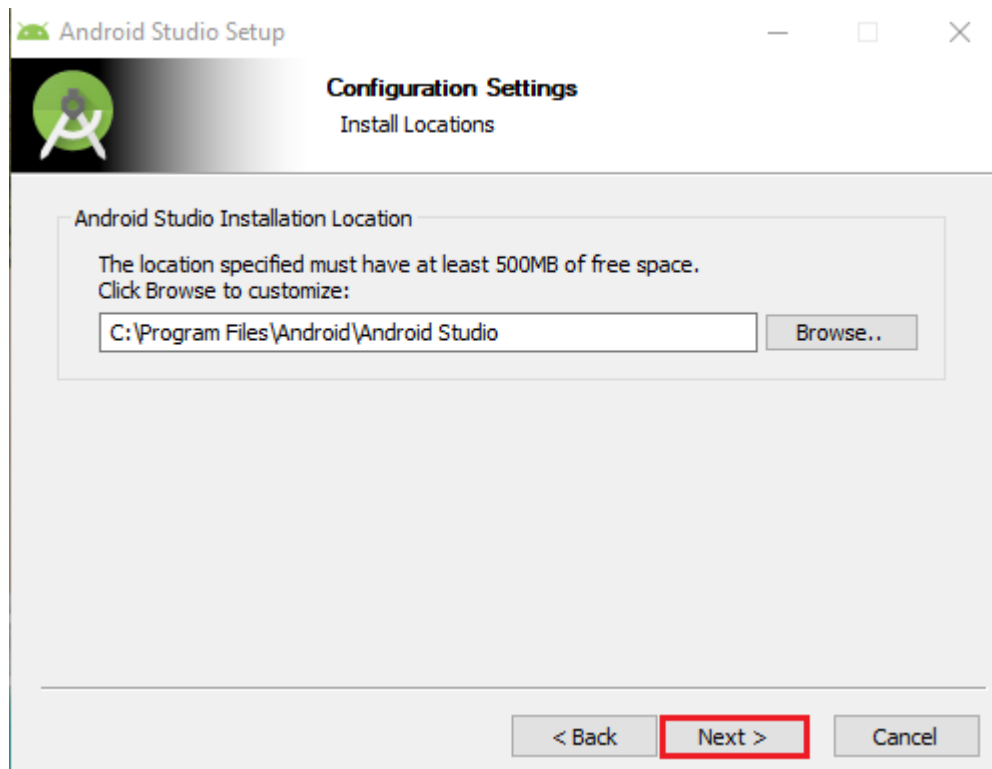 Android Studio Setup
Configuration Settings
Install Locations
Android Studio Installation Location
The location specified must have at least 500MB of free space.
Click Browse to customize:
C:\Program Files\Android\Android Studio
Browse..
< Back
Next >
Cancel